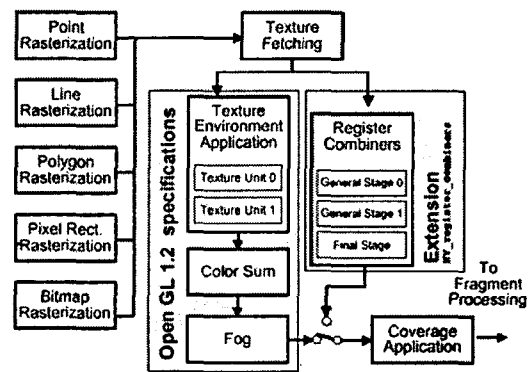 Point
Rasterization
Line
Rasterization
Polygon
Rasterization
Pixel Rect.
Rasterization
Bitmap
Rasterization
Texture
Fetching
Open GL 1.2 specifications
Texture
Environment
Application
Texture Unit 0
Texture Unit 1
Color Sum
Fog
Register
Combiners
General Stage 0
General Stage 1
Final Stage
Extension
NV_register_combiners
To
Fragment
Processing
Coverage
Application